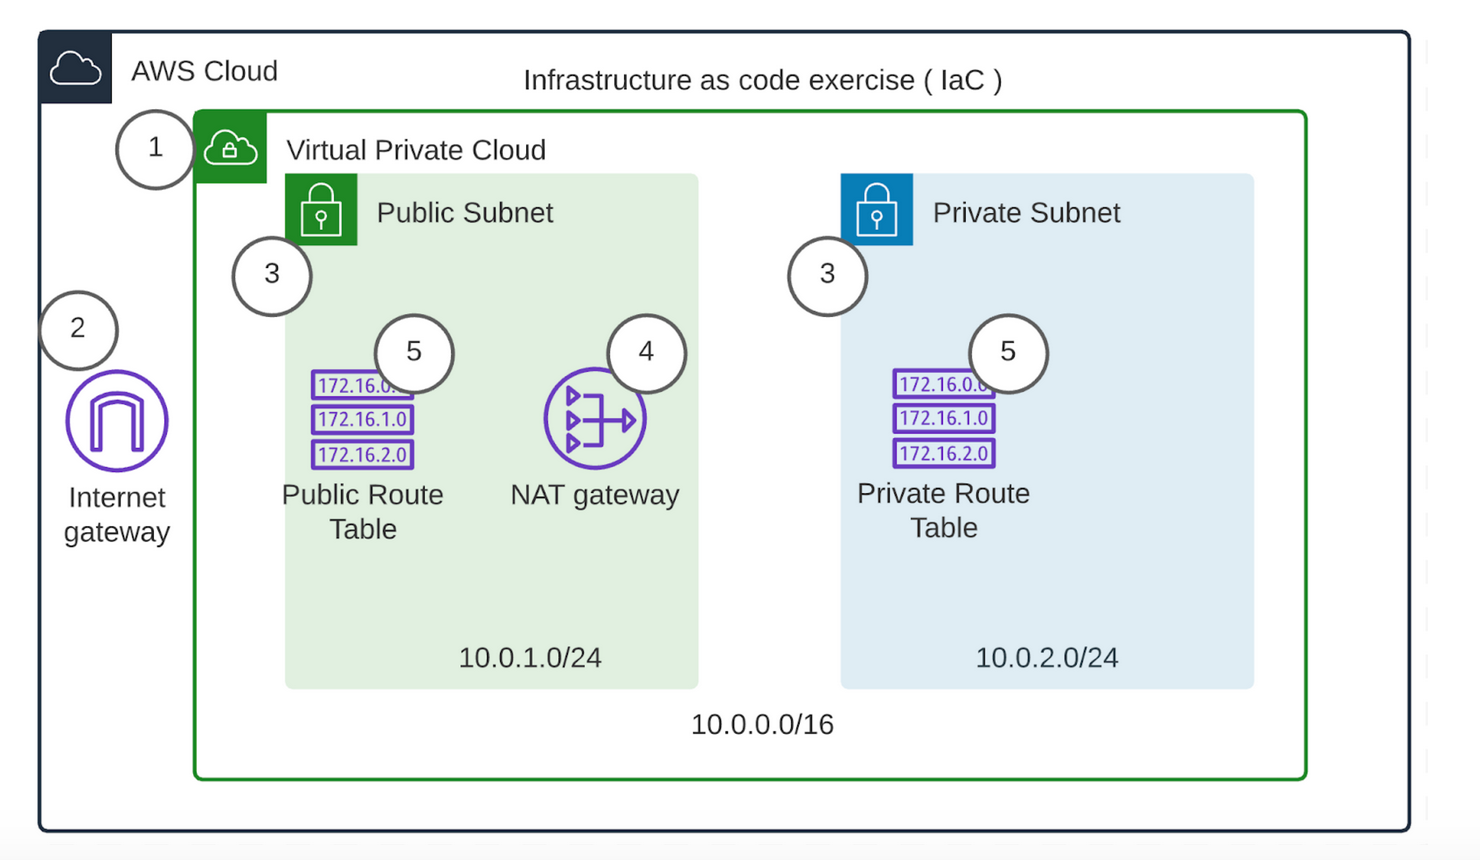 AWS Cloud
Infrastructure as code exercise ( IaC )
1
Virtual Private Cloud
Public Subnet
Private Subnet
3
3
2
5
4
5
172.16.0.
172.16.1.0
172.16.2.0
172.16.0.0
172.16.1.0
172.16.2.0
Internet
gateway
Public Route
Table
NAT gateway
Private Route
Table
10.0.1.0/24
10.0.2.0/24
10.0.0.0/16